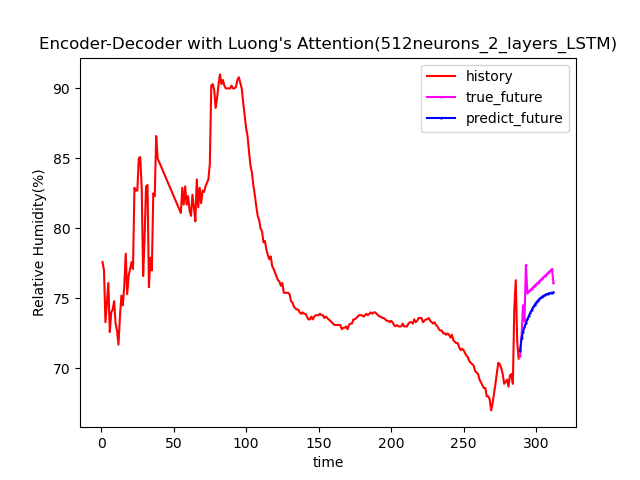 Encoder-Decoder with Luong's Attention(512neurons_2_layers_LSTM)
history
true_future
predict_future
Relative Humidity(%)
90
85
80
75
70
0 50 100 150 200 250 300
time